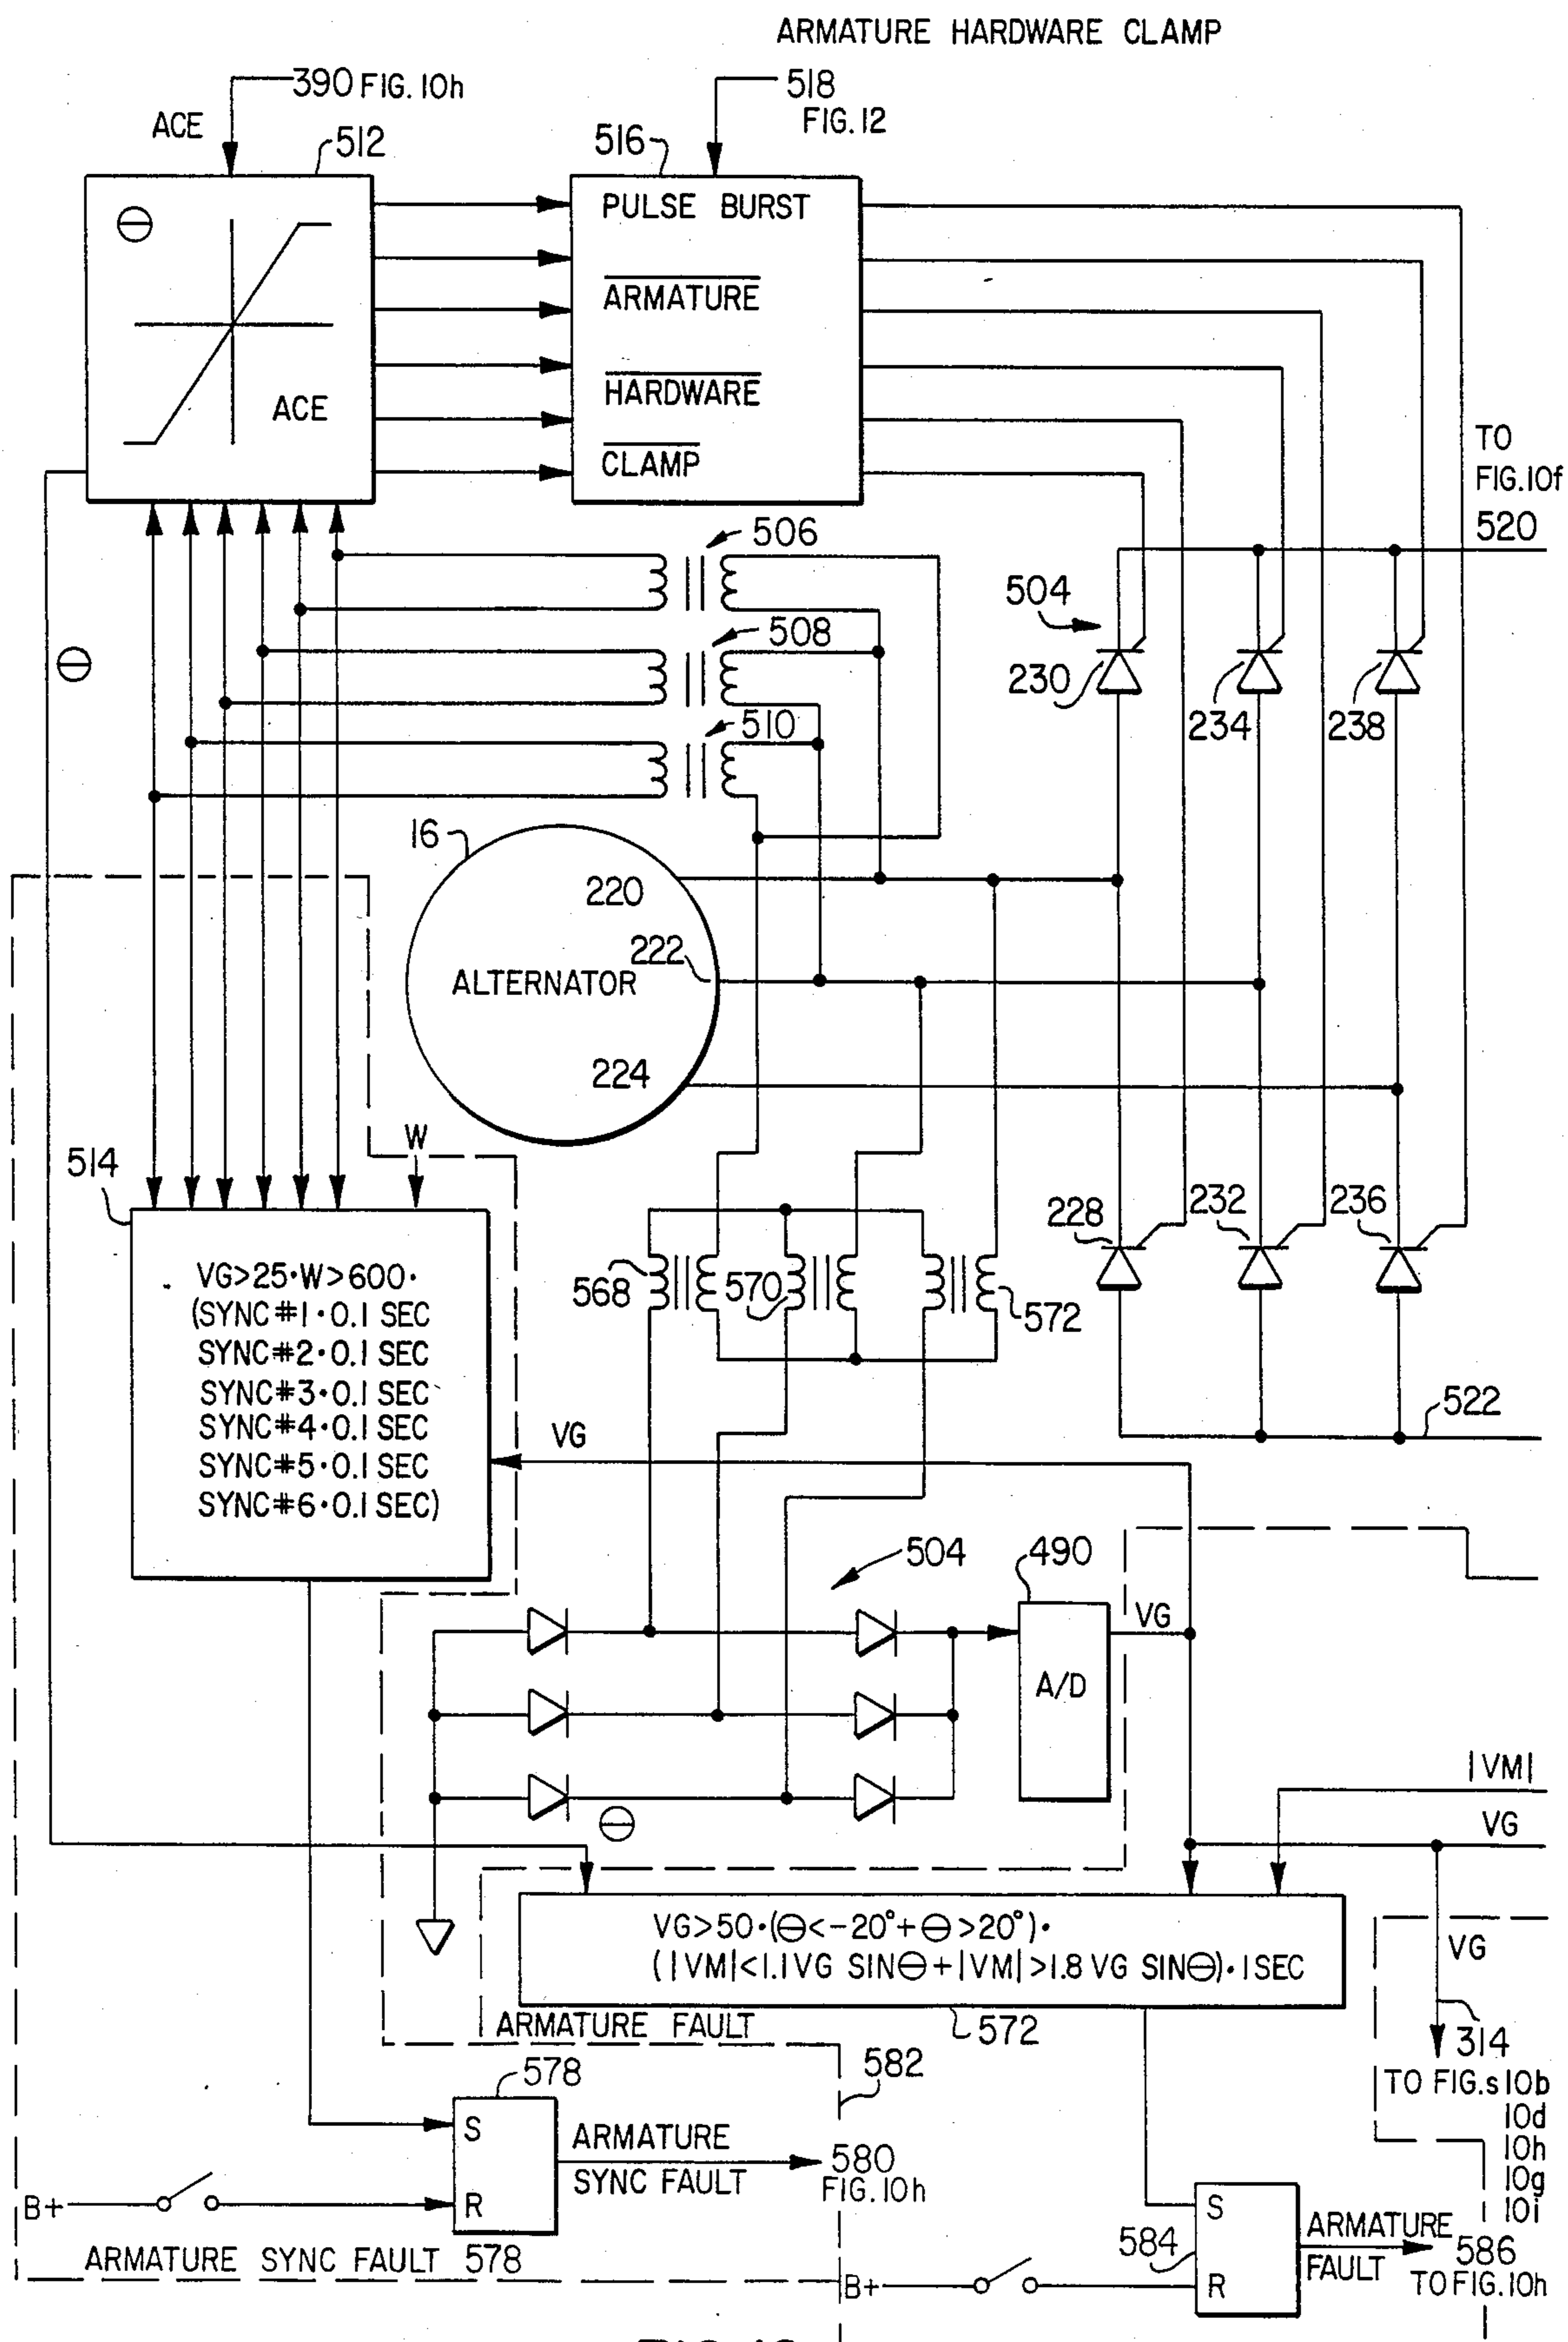 ARMATURE HARDWARE CLAMP
390 FIG. 10h
518
FIG. 12
ACE
512
516
Θ
ACE
PULSE BURST
ARMATURE
HARDWARE
CLAMP
TO
FIG. 10f
520
506
504
508
Θ
230
234
238
510
16
220
222
ALTERNATOR
224
W
514
228
232
236
568
570
572
VG>25·W>600·
(SYNC#1·0.1 SEC
SYNC#2·0.1 SEC
SYNC#3·0.1 SEC
SYNC#4·0.1 SEC
SYNC#5·0.1 SEC
SYNC#6·0.1 SEC)
522
VG
504
490
VG
A/D
|VM|
VG
Θ
VG>50·(Θ<-20°+Θ>20°)·
(|VM|<1.1VG SINΘ+|VM|>1.8 VG SINΘ)·1SEC
VG
ARMATURE FAULT
572
314
TO FIG.s 10b
10d
10h
10g
10i
578
582
S
R
ARMATURE
SYNC FAULT
580
FIG. 10h
B+
ARMATURE SYNC FAULT 578
584
S
R
ARMATURE
FAULT
586
TO FIG. 10h
B+